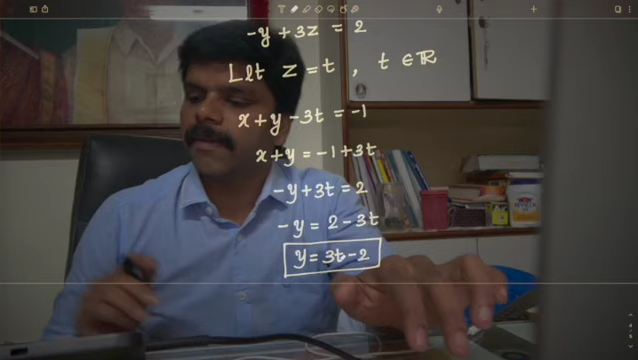 -y + 3z = 2
Let z = t , t ∈ ℝ
x + y - 3t = -1
x + y = -1 + 3t
-y + 3t = 2
-y = 2 - 3t
y = 3t - 2